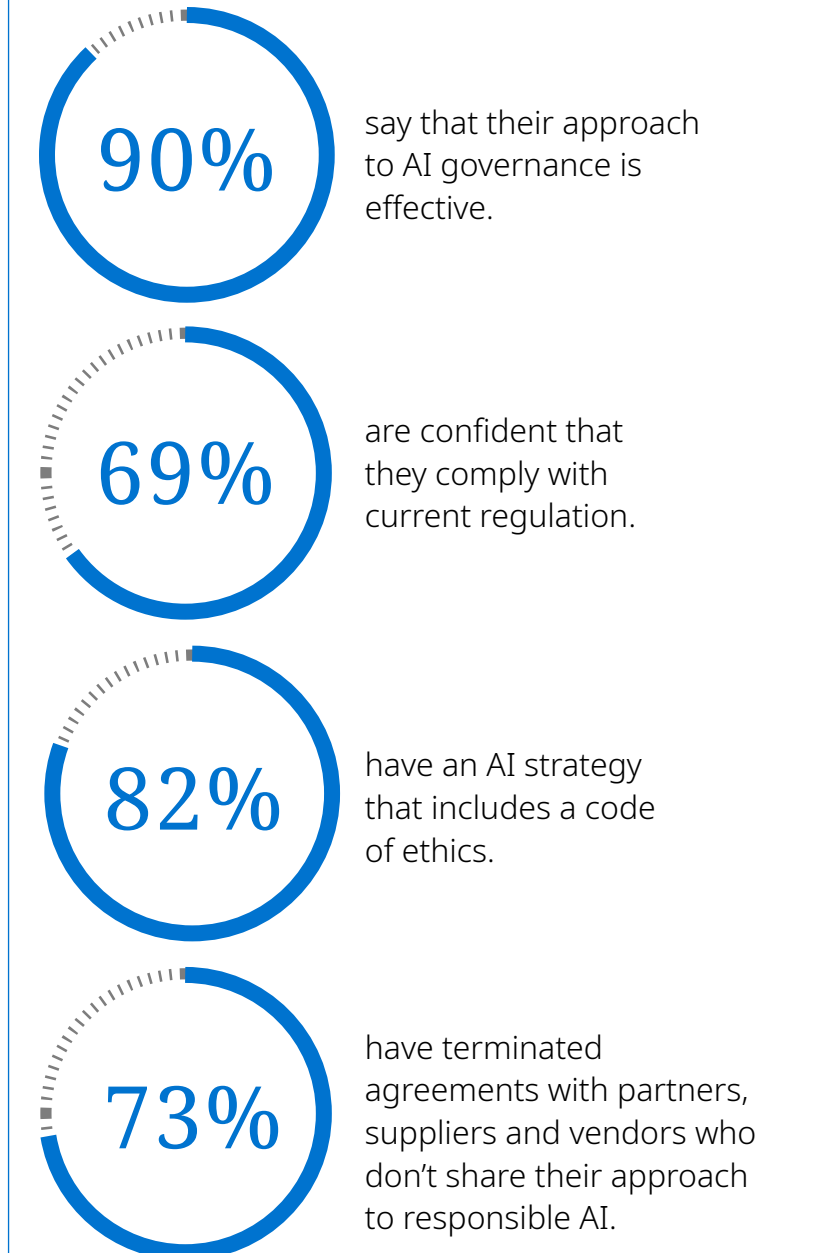 90%
say that their approach
to AI governance is
effective.
69%
are confident that
they comply with
current regulation.
82%
have an AI strategy
that includes a code
of ethics.
73%
have terminated
agreements with partners,
suppliers and vendors who
don’t share their approach
to responsible AI.